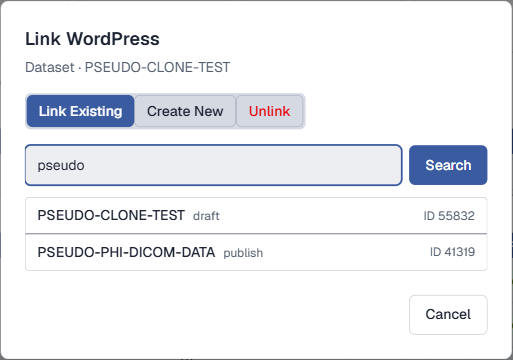 Link WordPress
Dataset · PSEUDO-CLONE-TEST
Link Existing Create New Unlink
pseudo Search
PSEUDO-CLONE-TEST draft ID 55832
PSEUDO-PHI-DICOM-DATA publish ID 41319
Cancel